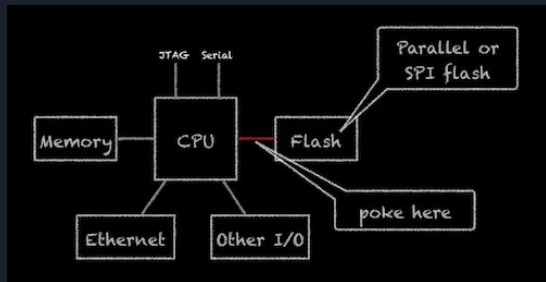 JTAG Serial
Parallel or
SPI flash
Memory
CPU
Flash
poke here
Ethernet
Other I/O